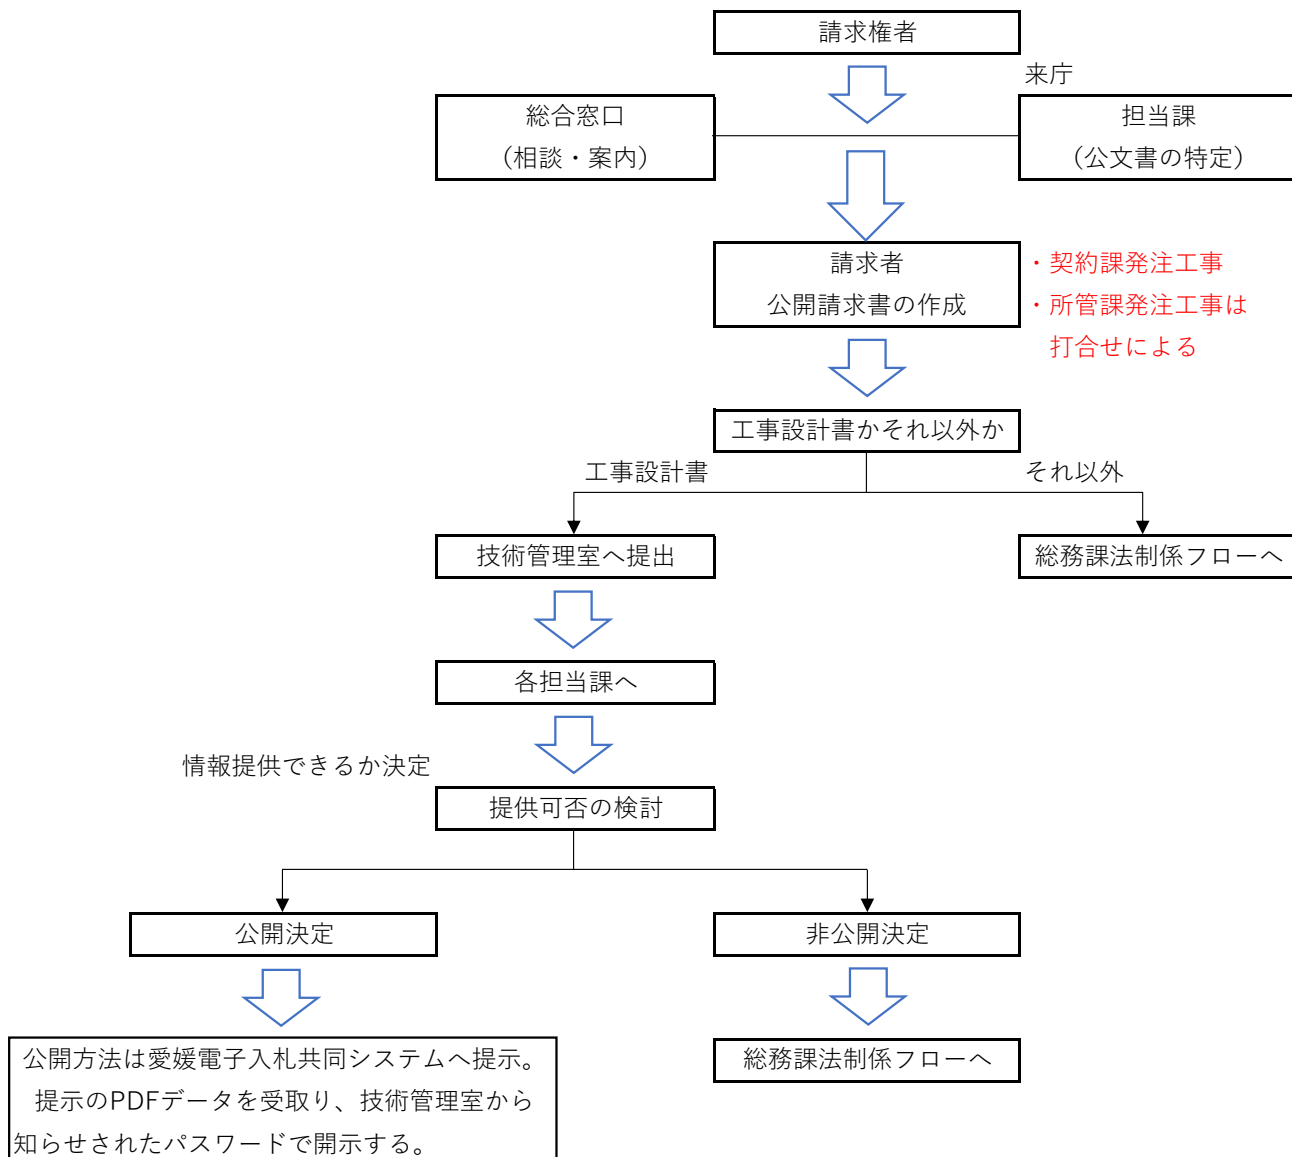 請求権者
来庁
総合窓口
（相談・案内）
担当課
（公文書の特定）
請求者
公開請求書の作成
・契約課発注工事
・所管課発注工事は
打合せによる
工事設計書かそれ以外か
工事設計書
それ以外
技術管理室へ提出
総務課法制係フローへ
各担当課へ
情報提供できるか決定
提供可否の検討
公開決定
非公開決定
公開方法は愛媛電子入札共同システムへ提示。
提示のPDFデータを受取り、技術管理室から
知らせされたパスワードで開示する。
総務課法制係フローへ